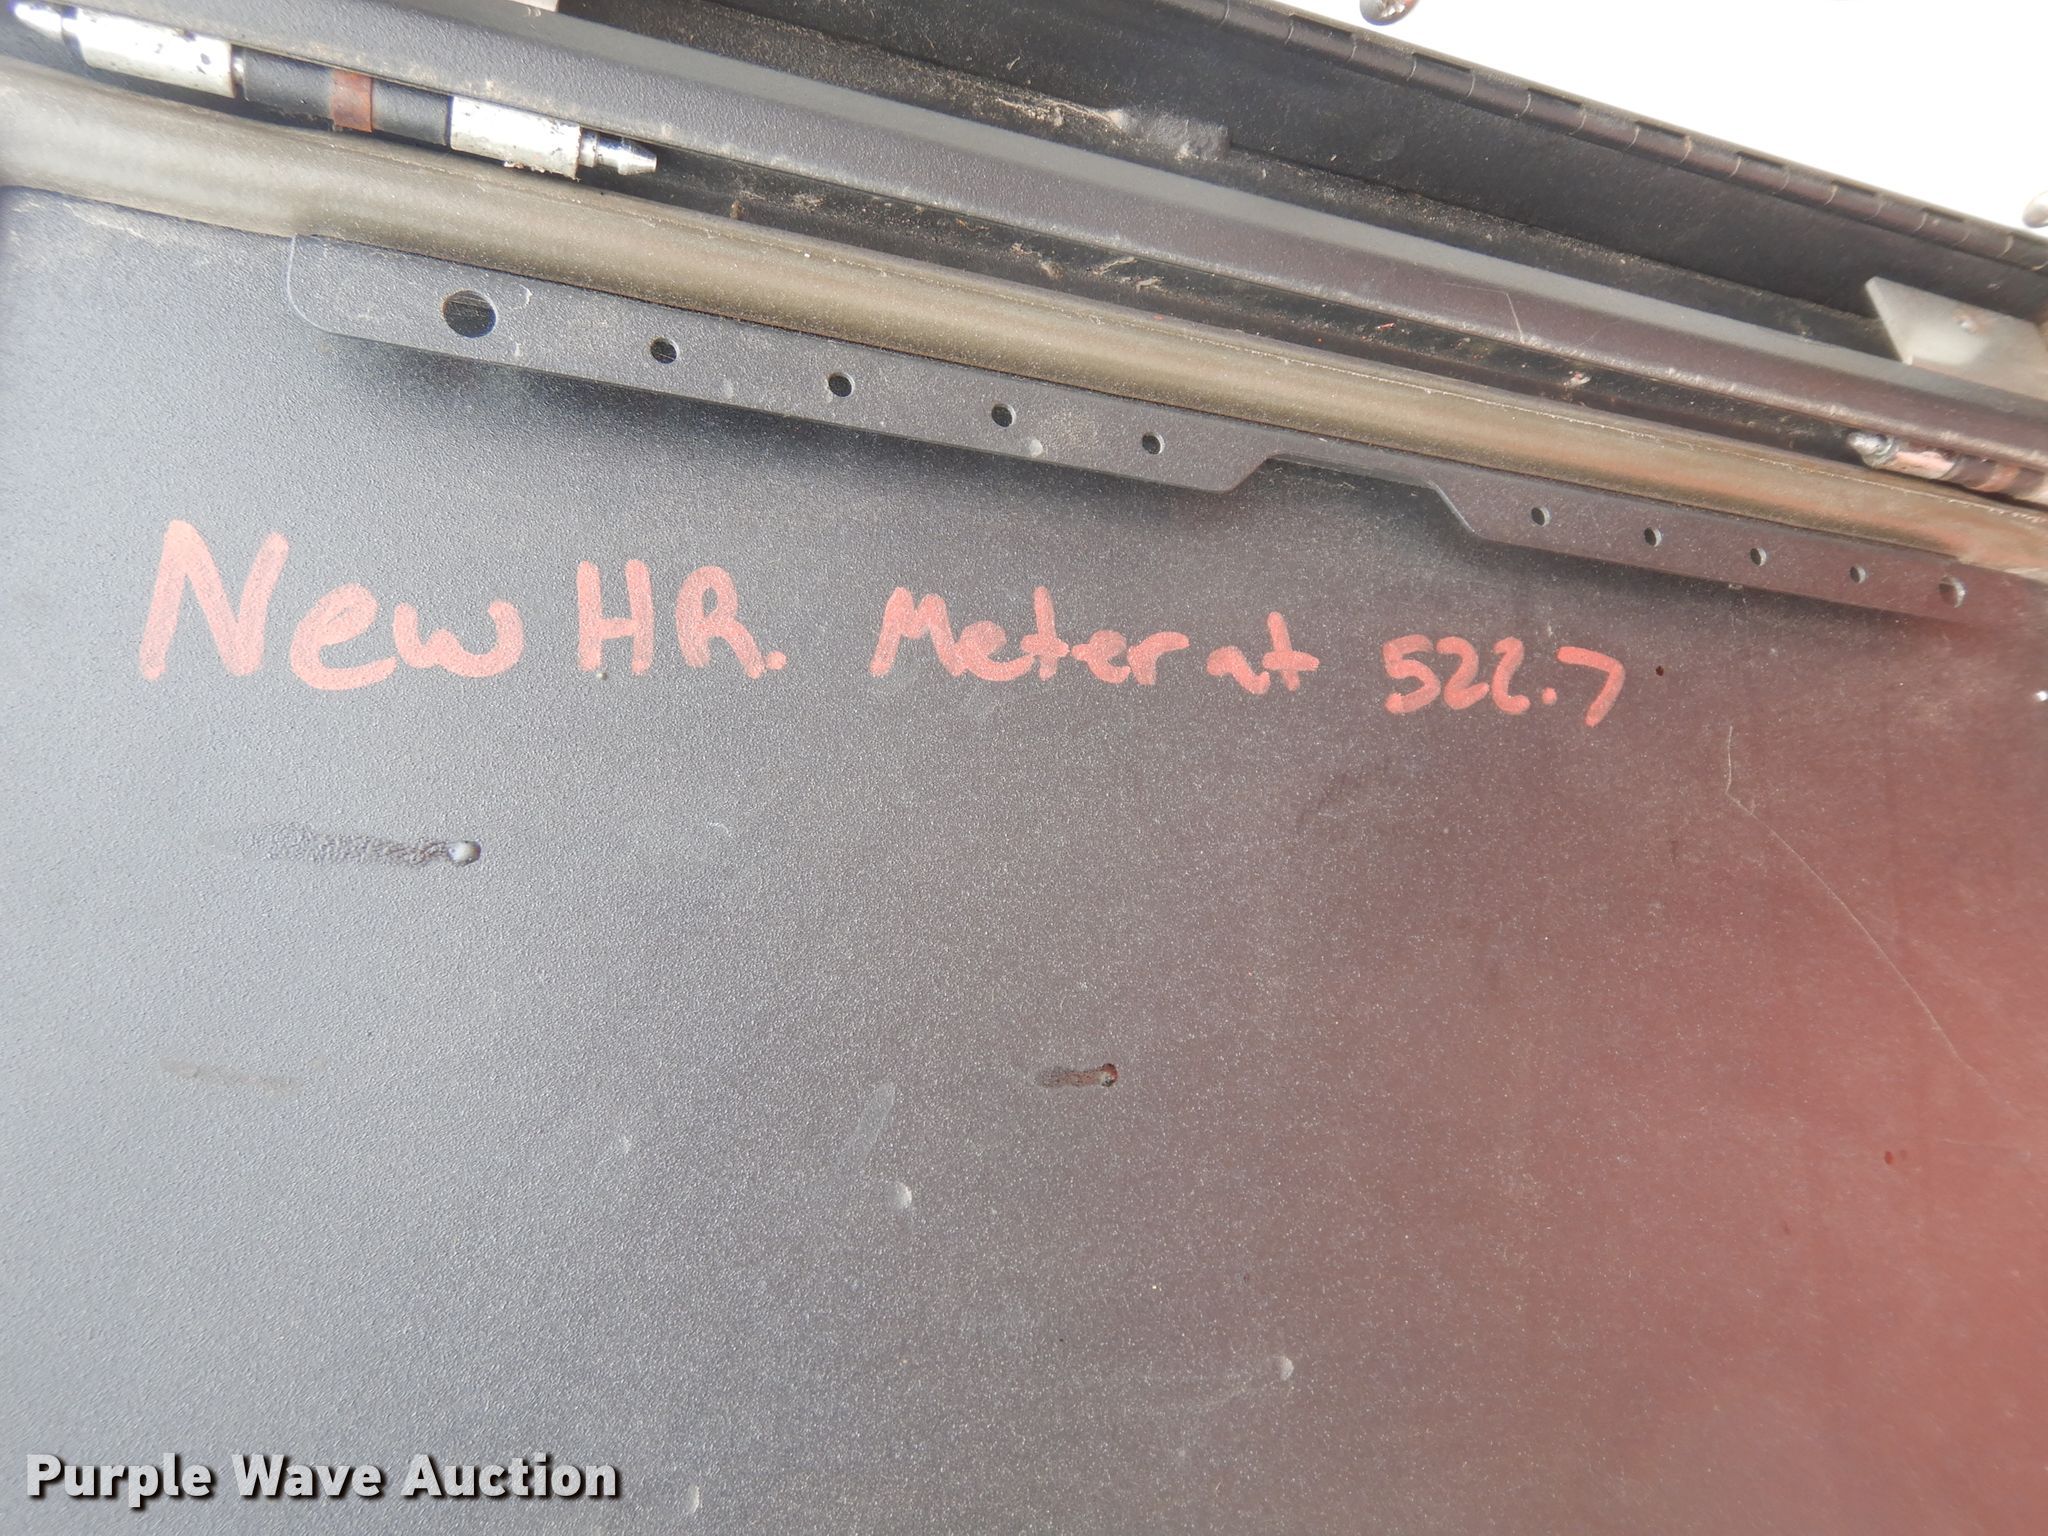 New HR. Meter at 522.7
Purple Wave Auction